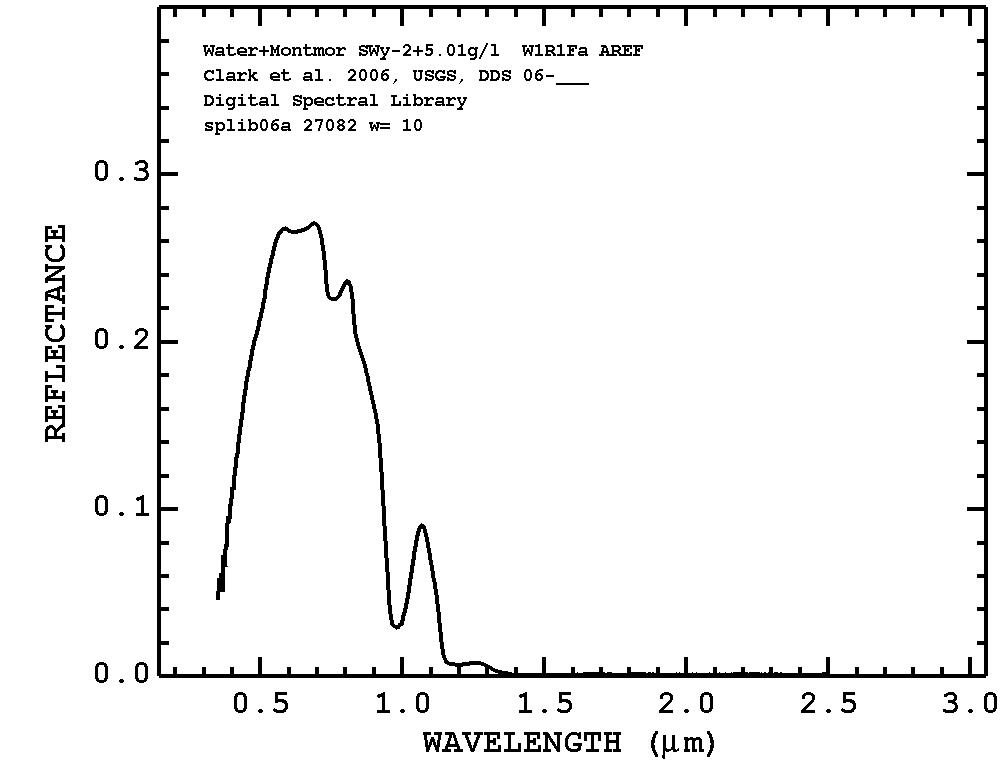 Water+Montmor SWy-2+5.01g/l  W1R1Fa AREF
Clark et al. 2006, USGS, DDS 06-___
Digital Spectral Library
splib06a 27082 w= 10
0.3
0.2
0.1
0.0
REFLECTANCE
0.5 1.0 1.5 2.0 2.5 3.0
WAVELENGTH (μm)